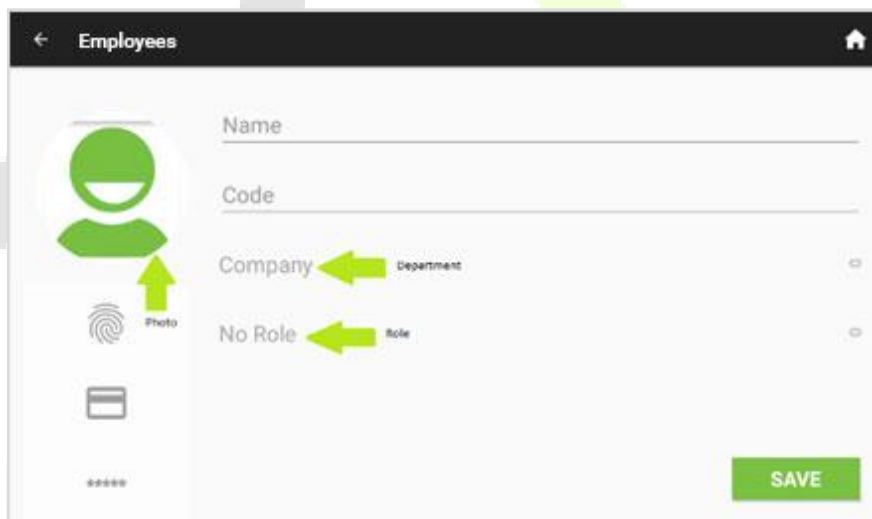 Employees
Name
Code
Company
Department
Photo
No Role
Role
*****
SAVE